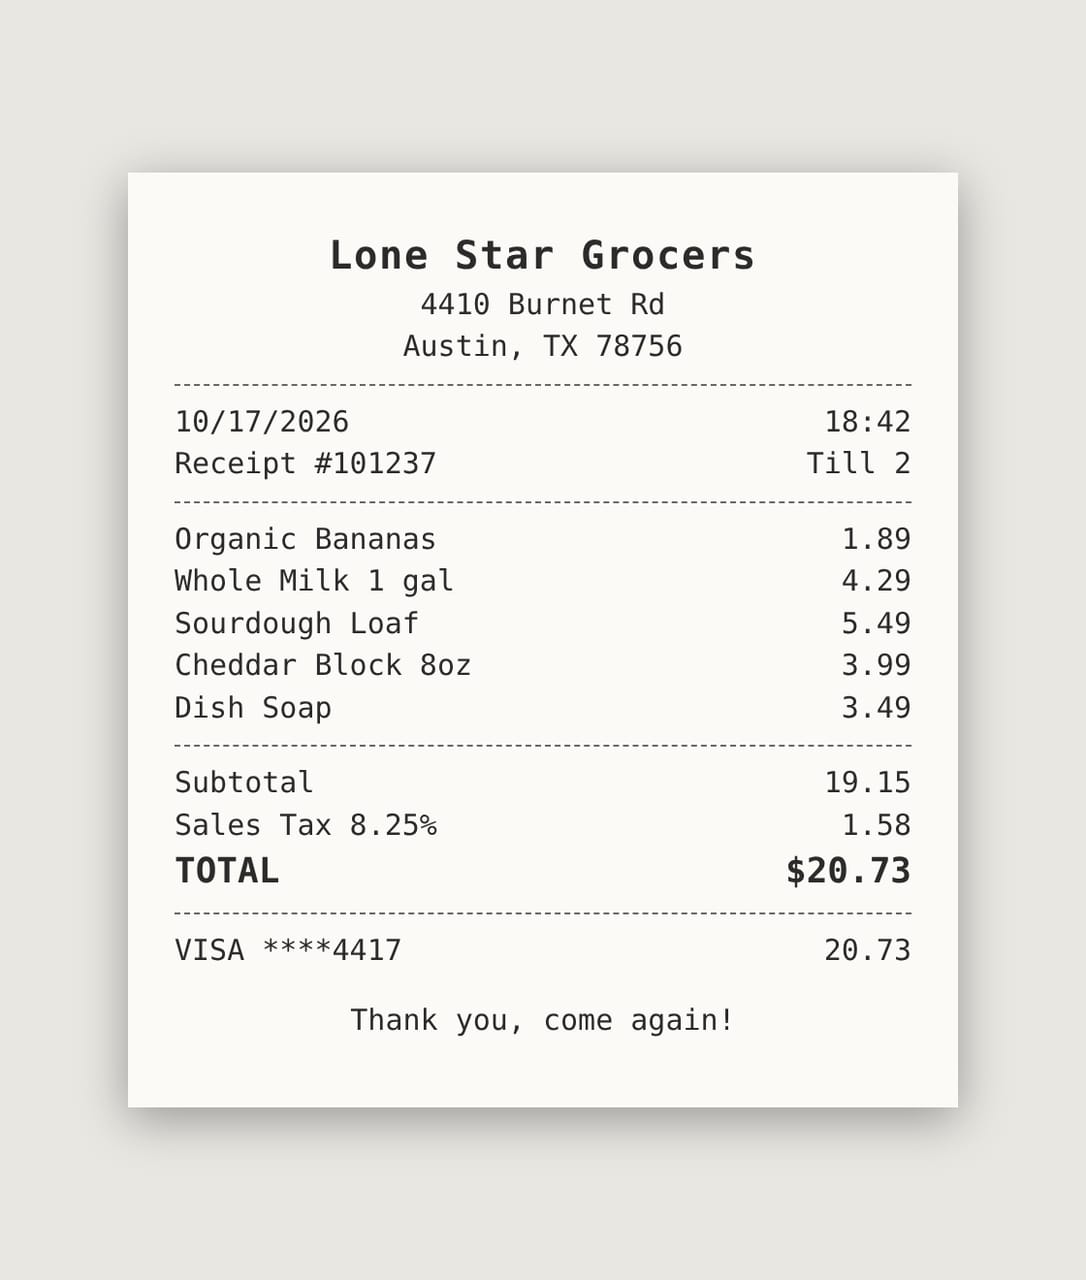 Lone Star Grocers
4410 Burnet Rd
Austin, TX 78756
10/17/2026 18:42
Receipt #101237 Till 2
Organic Bananas 1.89
Whole Milk 1 gal 4.29
Sourdough Loaf 5.49
Cheddar Block 8oz 3.99
Dish Soap 3.49
Subtotal 19.15
Sales Tax 8.25% 1.58
TOTAL $20.73
VISA ****4417 20.73
Thank you, come again!